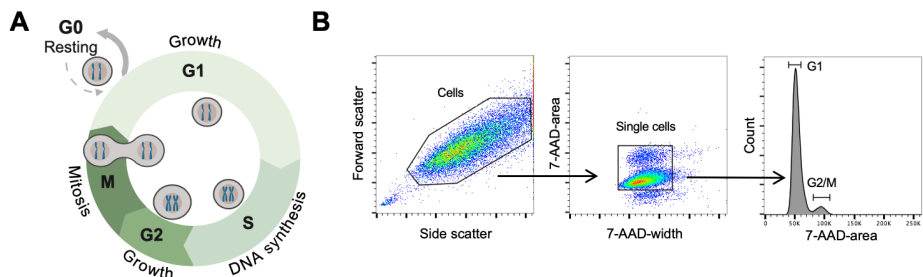 A
G0
Resting
Growth
G1
S
DNA synthesis
G2
Growth
M
Mitosis
B
Forward scatter
Cells
Side scatter
7-AAD-area
Single cells
7-AAD-width
Count
G1
G2/M
0 50K 100K 150K 200K 250K
7-AAD-area